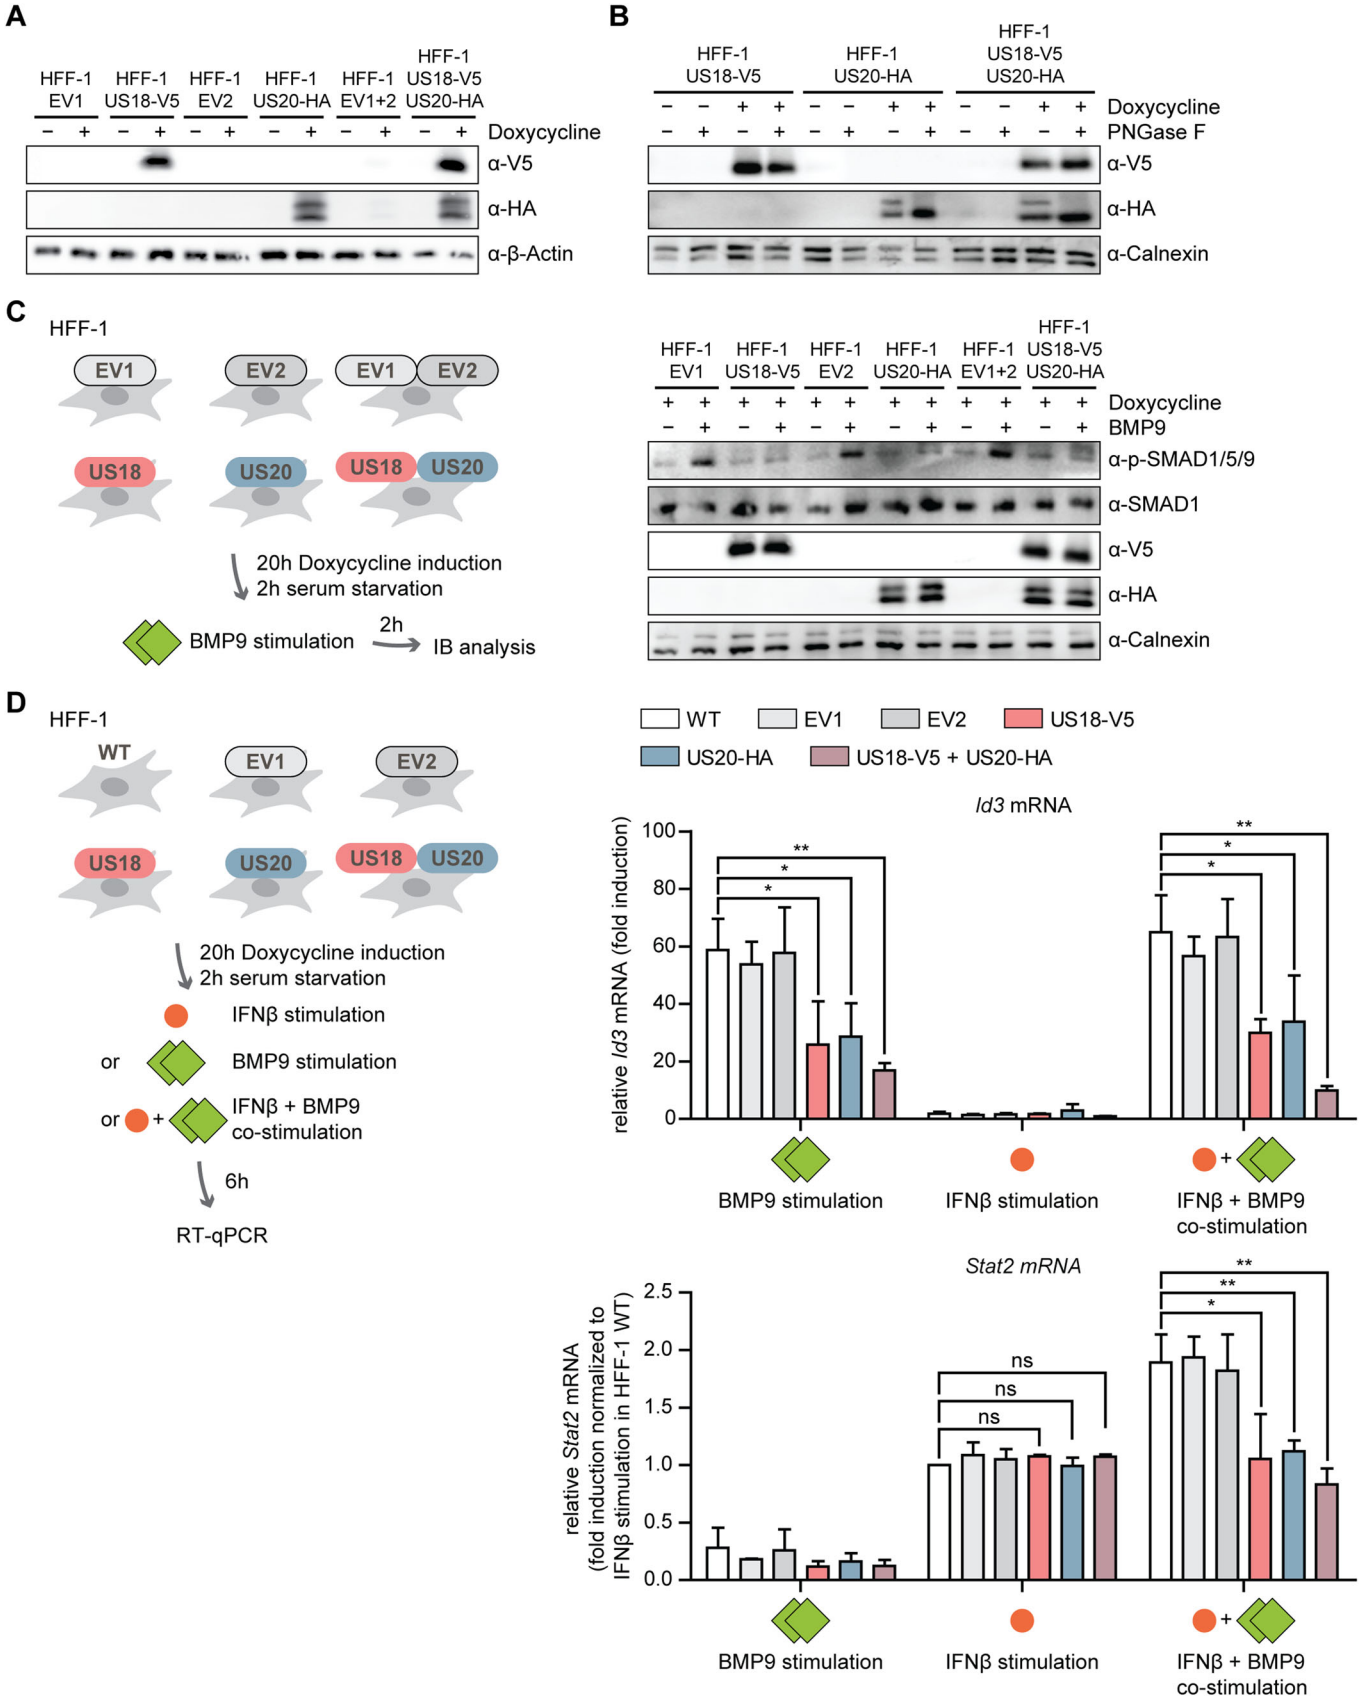 A
HFF-1
EV1
HFF-1
US18-V5
HFF-1
EV2
HFF-1
US20-HA
HFF-1
EV1+2
HFF-1
US18-V5
US20-HA
− + − + − + − + − + − + Doxycycline
α-V5
α-HA
α-β-Actin
B
HFF-1
US18-V5
HFF-1
US20-HA
HFF-1
US18-V5
US20-HA
− − + + − − + + − − + + Doxycycline
− + − + − + − + − + − + PNGase F
α-V5
α-HA
α-Calnexin
C
HFF-1
EV1
EV2
EV1 EV2
US18
US20
US18 US20
20h Doxycycline induction
2h serum starvation
BMP9 stimulation
2h
IB analysis
HFF-1
EV1
HFF-1
US18-V5
HFF-1
EV2
HFF-1
US20-HA
HFF-1
EV1+2
HFF-1
US18-V5
US20-HA
+ + + + + + + + + + + + Doxycycline
− + − + − + − + − + − + BMP9
α-p-SMAD1/5/9
α-SMAD1
α-V5
α-HA
α-Calnexin
D
HFF-1
WT
EV1
EV2
US18
US20
US18 US20
20h Doxycycline induction
2h serum starvation
IFNβ stimulation
or BMP9 stimulation
or + IFNβ + BMP9
co-stimulation
6h
RT-qPCR
WT EV1 EV2 US18-V5
US20-HA US18-V5 + US20-HA
Id3 mRNA
relative Id3 mRNA (fold induction)
100
80
60
40
20
0
**
*
*
**
*
*
BMP9 stimulation
IFNβ stimulation
+
IFNβ + BMP9
co-stimulation
Stat2 mRNA
relative Stat2 mRNA
(fold induction normalized to
IFNβ stimulation in HFF-1 WT)
2.5
2.0
1.5
1.0
0.5
0.0
ns
ns
ns
**
**
*
BMP9 stimulation
IFNβ stimulation
+
IFNβ + BMP9
co-stimulation